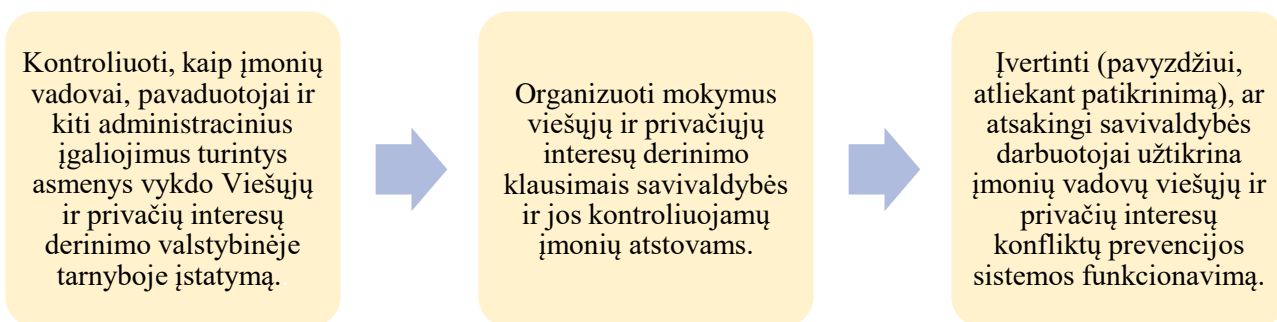 Kontroliuoti, kaip įmonių
vadovai, pavaduotojai ir
kiti administracinius
įgaliojimus turintys
asmenys vykdo Viešųjų
ir privačių interesų
derinimo valstybinėje
tarnyboje įstatymą.
Organizuoti mokymus
viešųjų ir privačiųjų
interesų derinimo
klausimais savivaldybės
ir jos kontroliuojamų
įmonių atstovams.
Įvertinti (pavyzdžiui,
atliekant patikrinimą), ar
atsakingi savivaldybės
darbuotojai užtikrina
įmonių vadovų viešųjų ir
privačių interesų
konfliktų prevencijos
sistemos funkcionavimą.